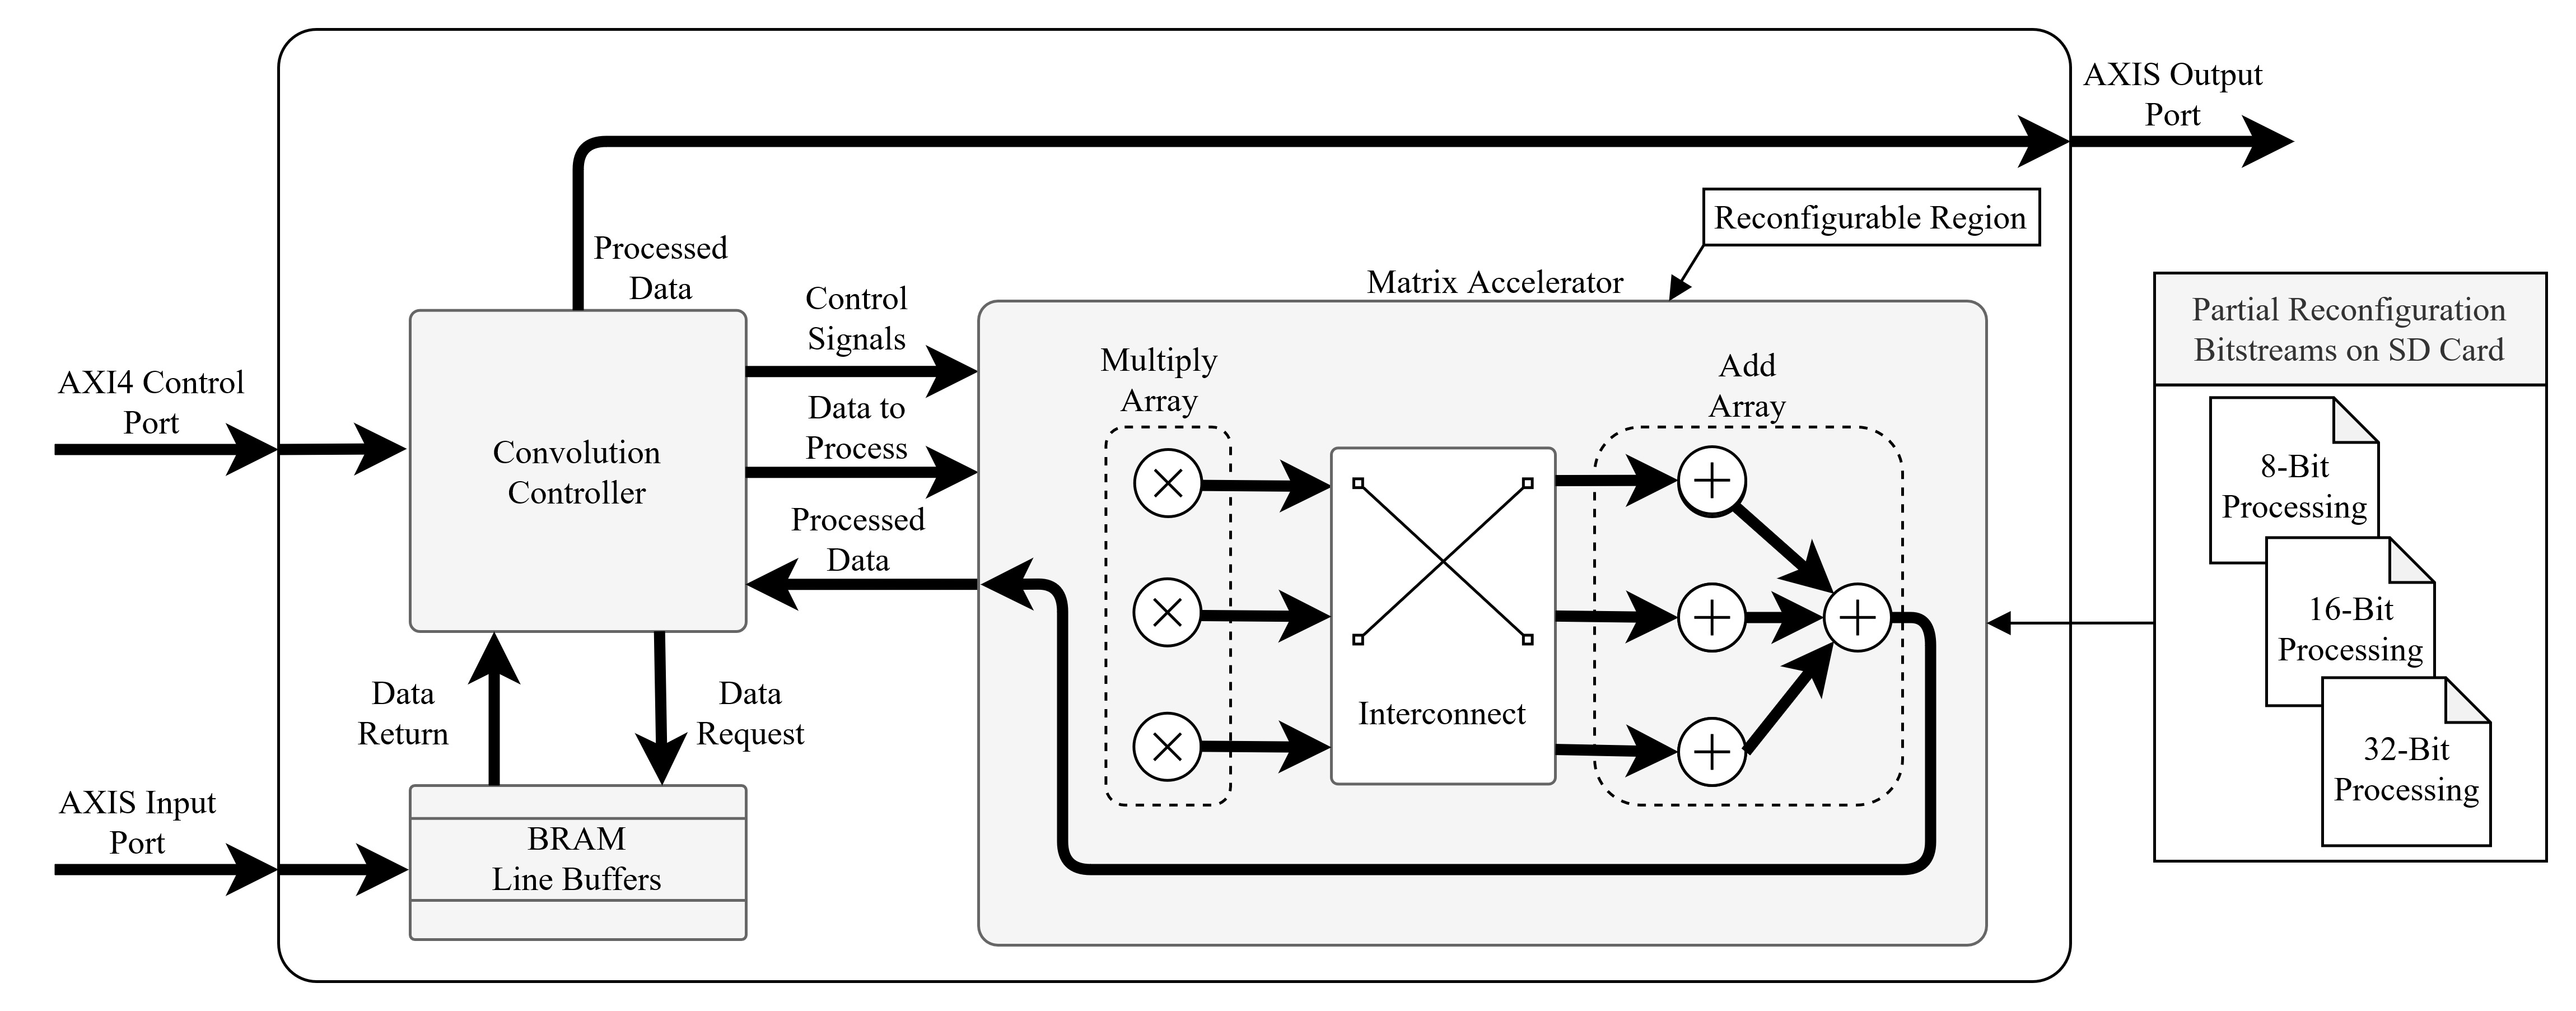 AXIS Output
Port
Reconfigurable Region
Processed
Data
Matrix Accelerator
Control
Signals
Partial Reconfiguration
Bitstreams on SD Card
Multiply
Array
Add
Array
AXI4 Control
Port
Data to
Process
Convolution
Controller
8-Bit
Processing
Processed
Data
16-Bit
Processing
Data
Return
Data
Request
Interconnect
32-Bit
Processing
AXIS Input
Port
BRAM
Line Buffers